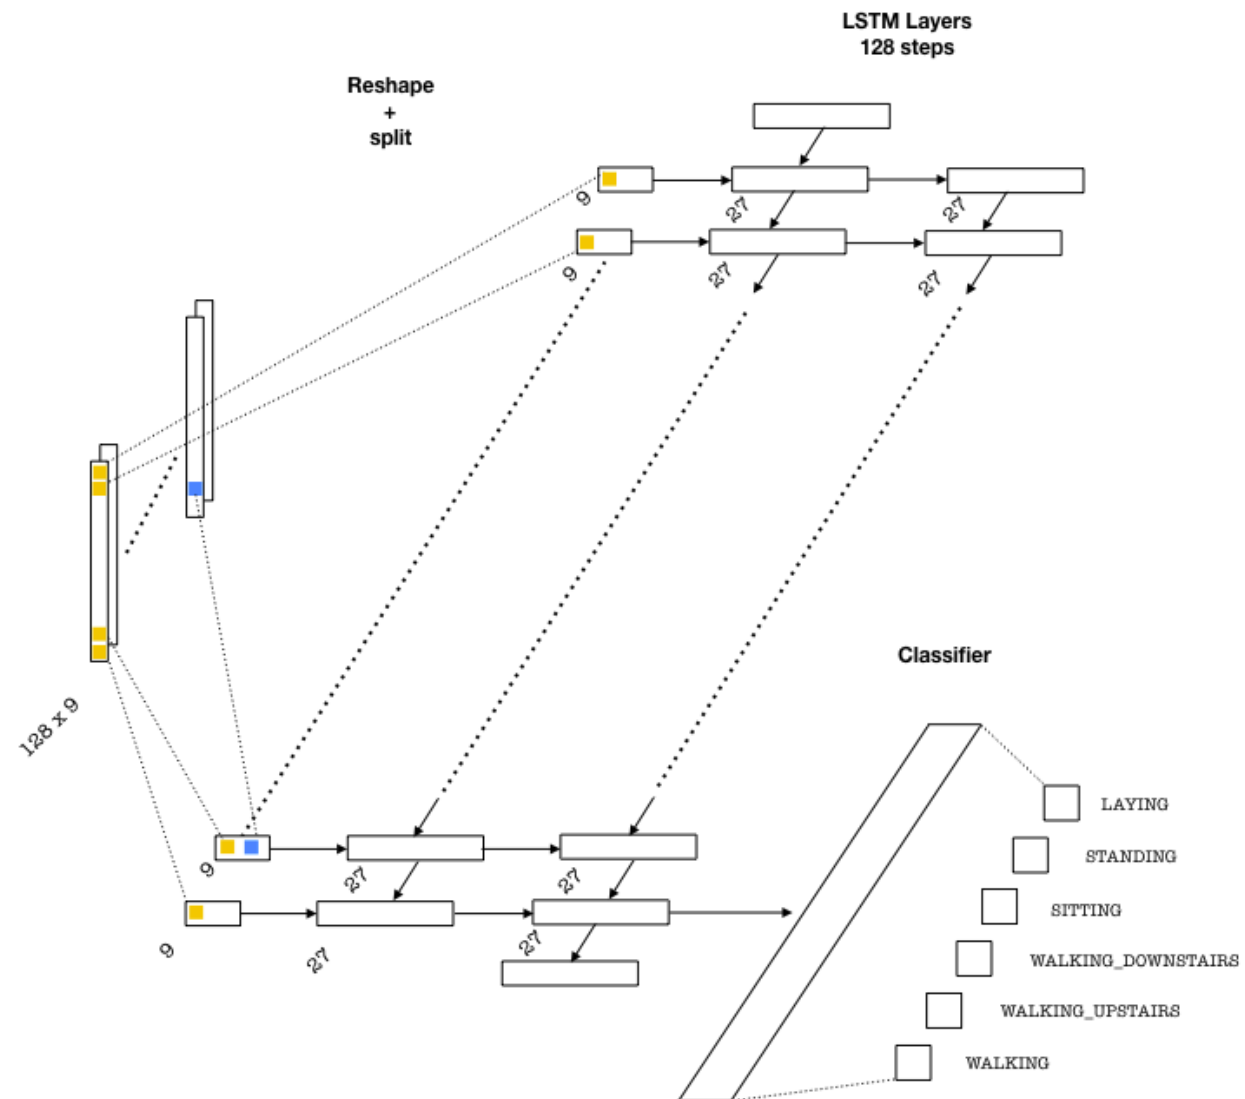 LSTM Layers
128 steps
Reshape
+
split
9
27
27
9
27
27
128 x 9
Classifier
9
27
27
9
27
27
LAYING
STANDING
SITTING
WALKING_DOWNSTAIRS
WALKING_UPSTAIRS
WALKING